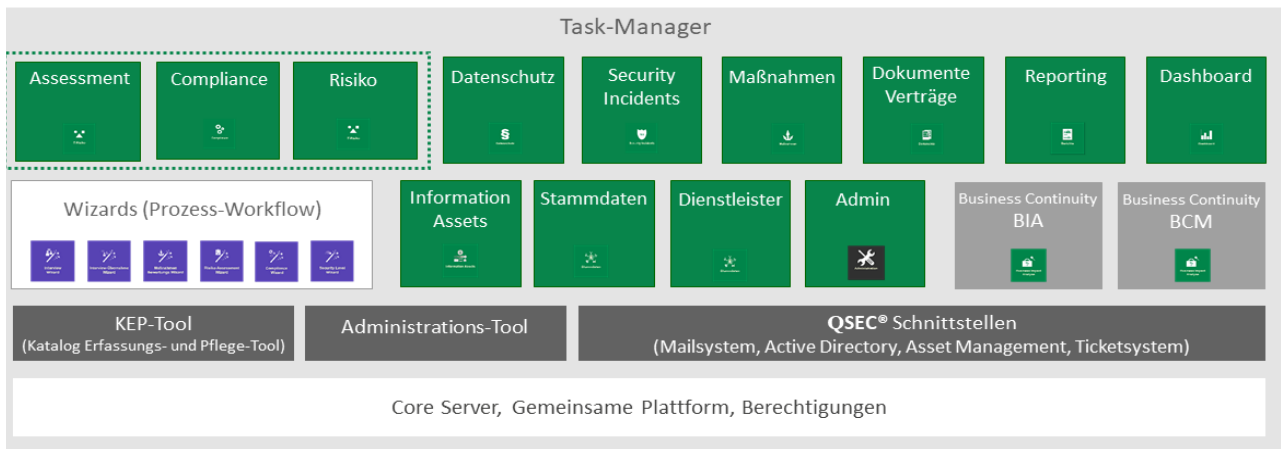 Task-Manager
Assessment
Compliance
Risiko
Datenschutz
Security
Incidents
Maßnahmen
Dokumente
Verträge
Reporting
Dashboard
Wizards (Prozess-Workflow)
Information
Assets
Stammdaten
Dienstleister
Admin
Business Continuity
BIA
Business Continuity
BCM
KEP-Tool
(Katalog Erfassungs- und Pflege-Tool)
Administrations-Tool
QSEC® Schnittstellen
(Mailsystem, Active Directory, Asset Management, Ticketsystem)
Core Server, Gemeinsame Plattform, Berechtigungen